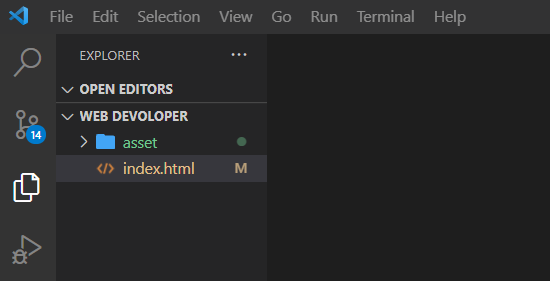 File Edit Selection View Go Run Terminal Help
EXPLORER ...
OPEN EDITORS
WEB DEVOLOPER
14
asset
index.html M